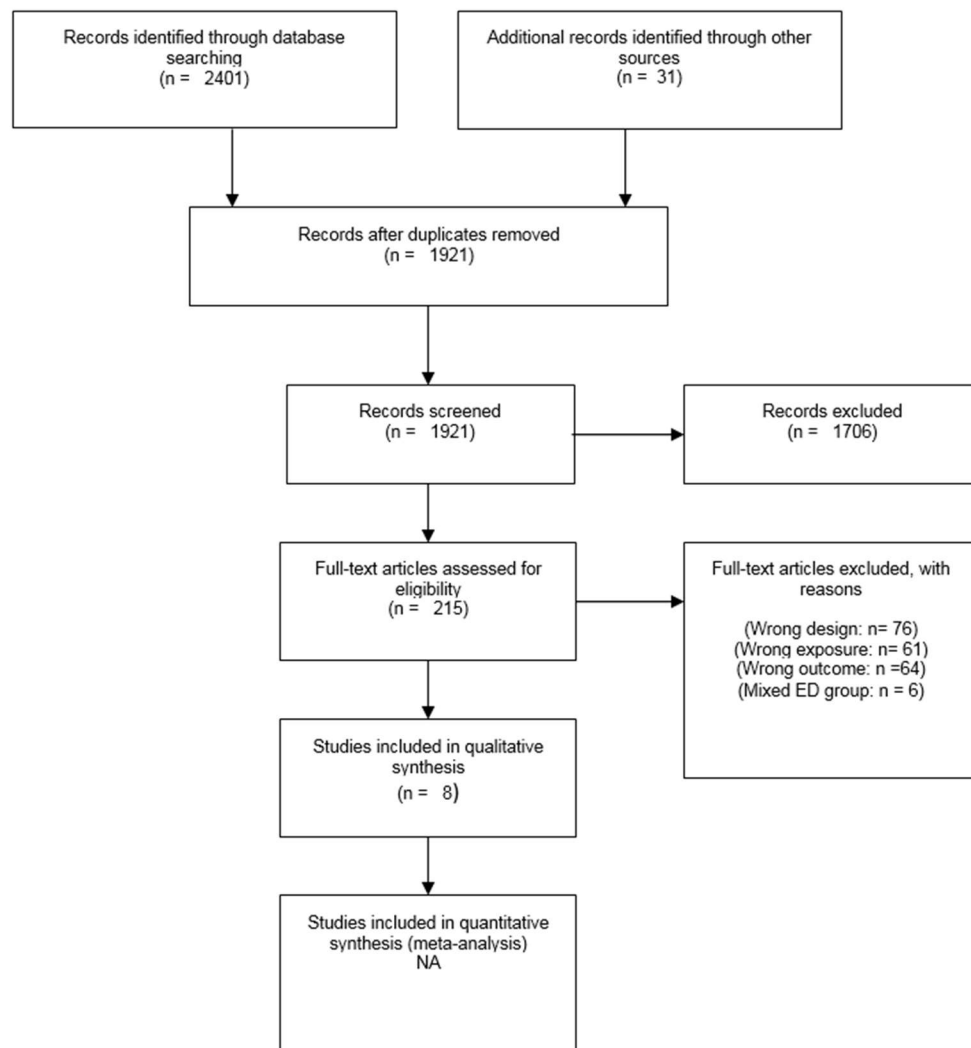 Records identified through database
searching
(n = 2401)
Additional records identified through other
sources
(n = 31)
Records after duplicates removed
(n = 1921)
Records screened
(n = 1921)
Records excluded
(n = 1706)
Full-text articles assessed for
eligibility
(n = 215)
Full-text articles excluded, with
reasons
(Wrong design: n= 76)
(Wrong exposure: n= 61)
(Wrong outcome: n =64)
(Mixed ED group: n = 6)
Studies included in qualitative
synthesis
(n = 8)
Studies included in quantitative
synthesis (meta-analysis)
NA